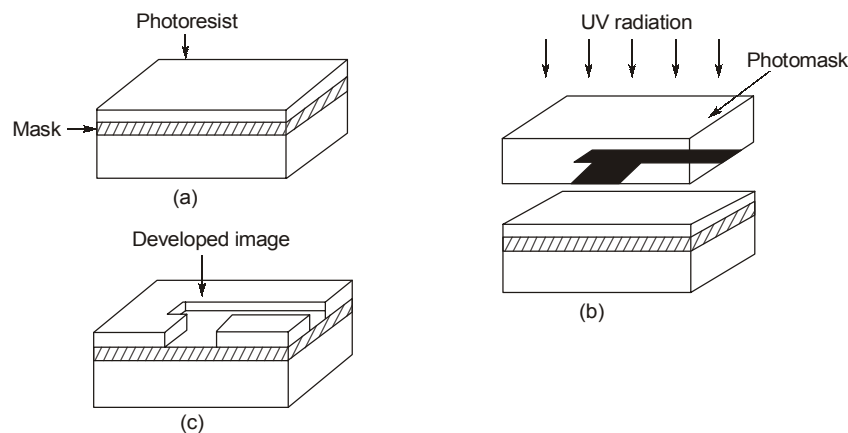 Photoresist
Mask
(a)
UV radiation
Photomask
(b)
Developed image
(c)